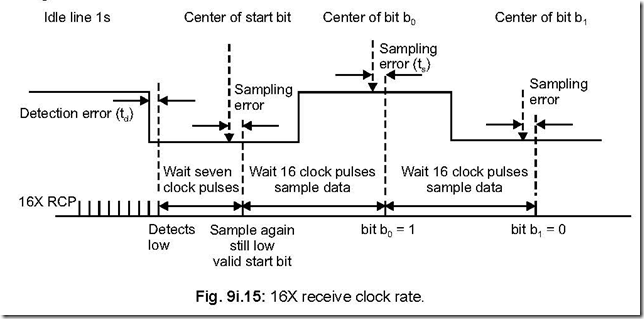 Idle line 1s
Center of start bit
Center of bit b₀
Center of bit b₁
Sampling
error (tₛ)
Sampling
error
Sampling
error
Detection error (t_d)
Wait seven
clock pulses
Wait 16 clock pulses
sample data
Wait 16 clock pulses
sample data
16X RCP
Detects
low
Sample again
still low
valid start bit
bit b₀ = 1
bit b₁ = 0
Fig. 9i.15: 16X receive clock rate.